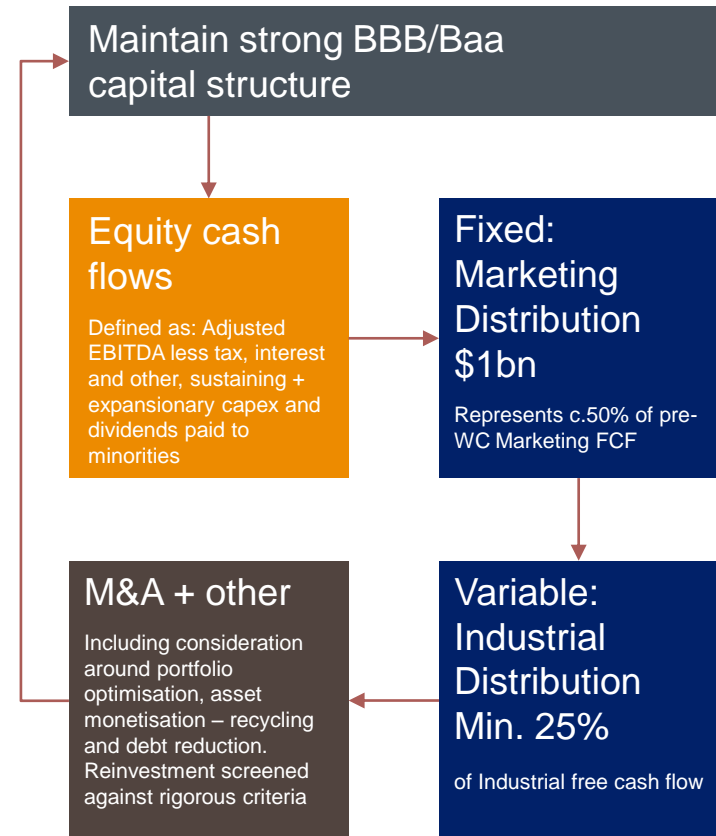 Maintain strong BBB/Baa
capital structure
Equity cash
flows
Defined as: Adjusted
EBITDA less tax, interest
and other, sustaining +
expansionary capex and
dividends paid to
minorities
Fixed:
Marketing
Distribution
$1bn
Represents c.50% of pre-
WC Marketing FCF
M&A + other
Including consideration
around portfolio
optimisation, asset
monetisation – recycling
and debt reduction.
Reinvestment screened
against rigorous criteria
Variable:
Industrial
Distribution
Min. 25%
of Industrial free cash flow